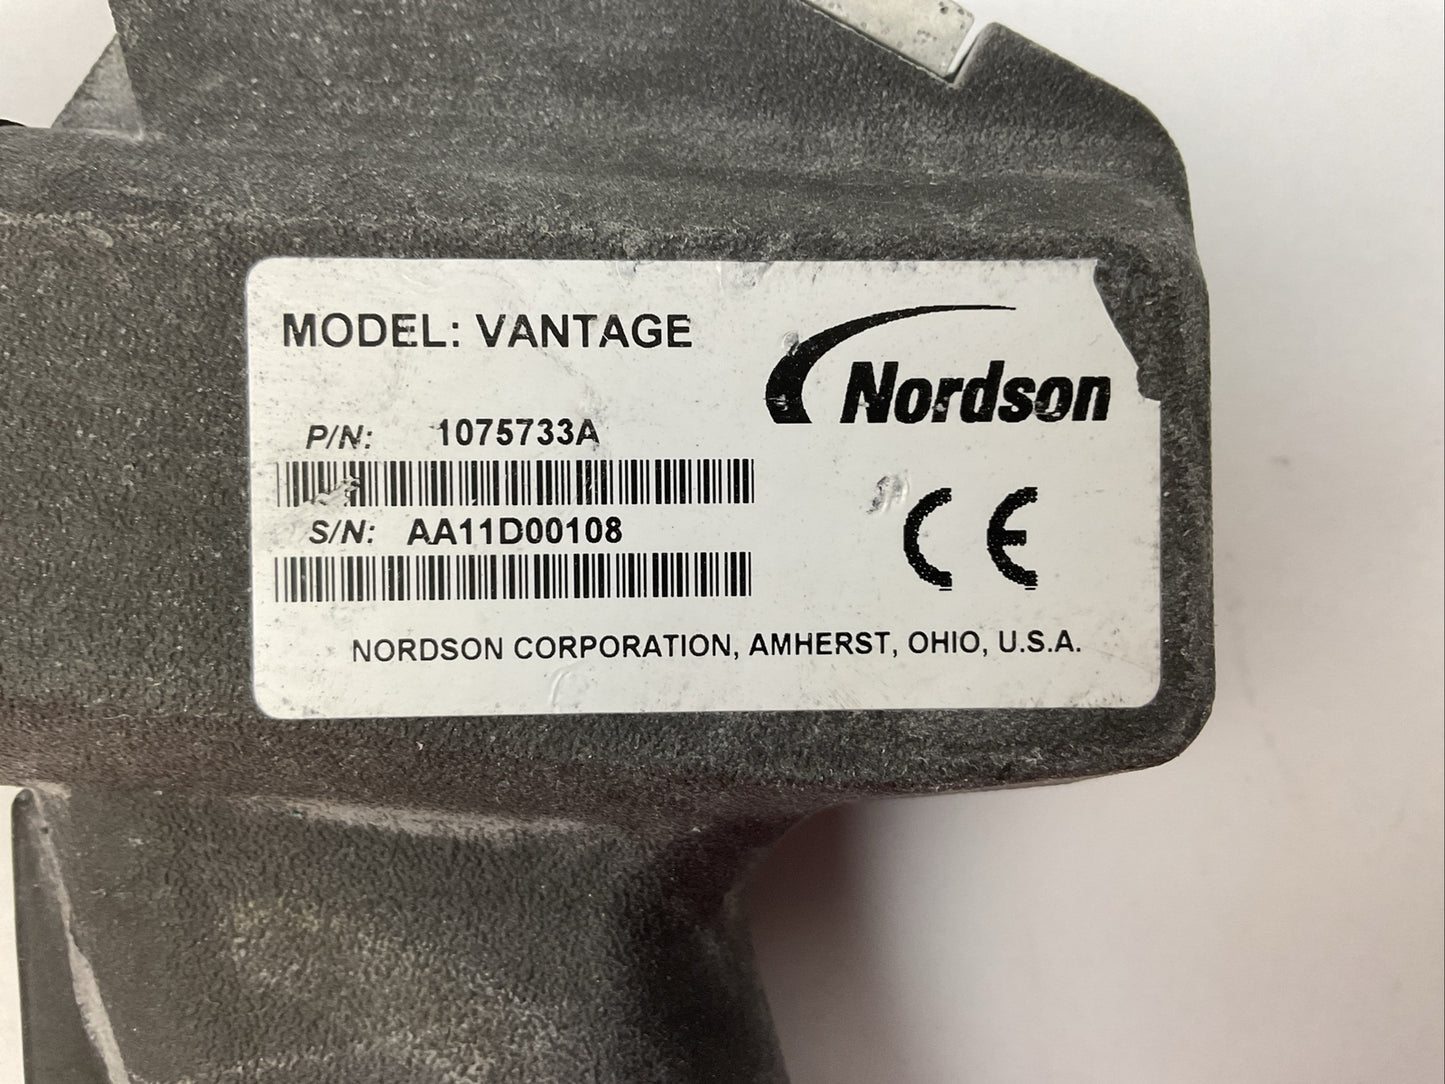 MODEL: VANTAGE
Nordson
P/N: 1075733A
S/N: AA11D00108
CE
NORDSON CORPORATION, AMHERST, OHIO, U.S.A.